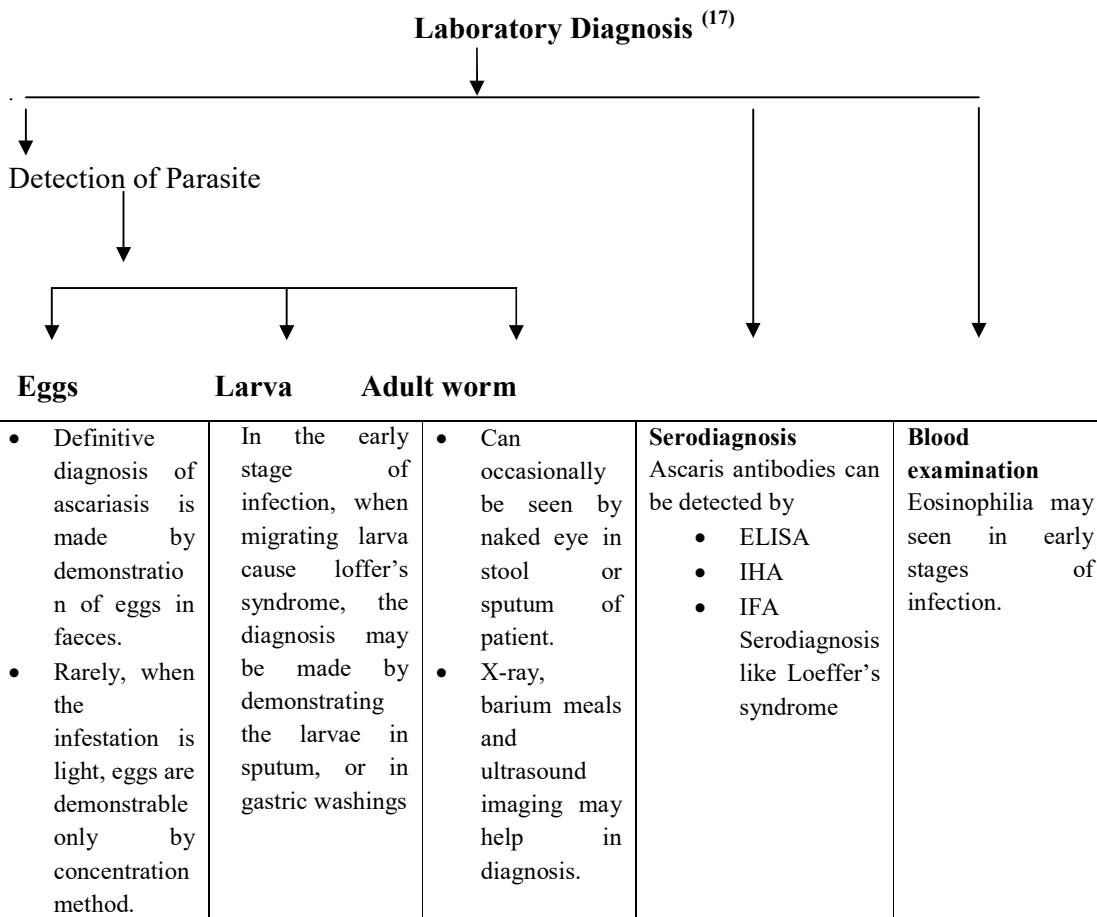 Laboratory Diagnosis (17)
.
Detection of Parasite
Eggs Larva Adult worm
• Definitive
diagnosis of
ascariasis is
made by
demonstratio
n of eggs in
faeces.
• Rarely, when
the
infestation is
light, eggs are
demonstrable
only by
concentration
method.
In the early
stage of
infection, when
migrating larva
cause loffer's
syndrome, the
diagnosis may
be made by
demonstrating
the larvae in
sputum, or in
gastric washings
• Can
occasionally
be seen by
naked eye in
stool or
sputum of
patient.
• X-ray,
barium meals
and
ultrasound
imaging may
help in
diagnosis.
Serodiagnosis
Ascaris antibodies can
be detected by
• ELISA
• IHA
• IFA
Serodiagnosis
like Loeffer's
syndrome
Blood
examination
Eosinophilia may
seen in early
stages of
infection.